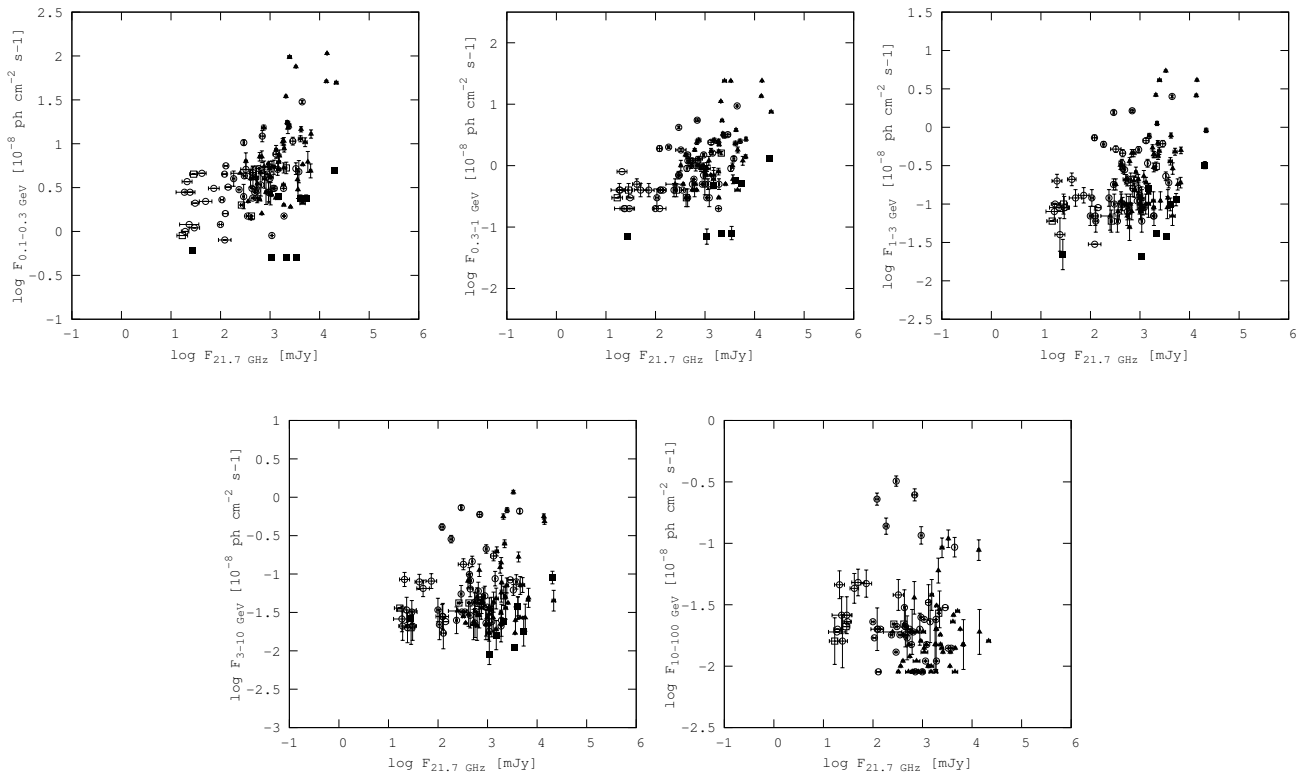 2.5
2
1.5
1
0.5
0
-0.5
-1
-1 0 1 2 3 4 5 6
log F0.1-0.3 GeV [10-8 ph cm-2 s-1]
log F21.7 GHz [mJy]
2
1
0
-1
-2
-1 0 1 2 3 4 5 6
log F0.3-1 GeV [10-8 ph cm-2 s-1]
log F21.7 GHz [mJy]
1.5
1
0.5
0
-0.5
-1
-1.5
-2
-2.5
-1 0 1 2 3 4 5 6
log F1-3 GeV [10-8 ph cm-2 s-1]
log F21.7 GHz [mJy]
1
0.5
0
-0.5
-1
-1.5
-2
-2.5
-3
-1 0 1 2 3 4 5 6
log F3-10 GeV [10-8 ph cm-2 s-1]
log F21.7 GHz [mJy]
0
-0.5
-1
-1.5
-2
-2.5
-1 0 1 2 3 4 5 6
log F10-100 GeV [10-8 ph cm-2 s-1]
log F21.7 GHz [mJy]